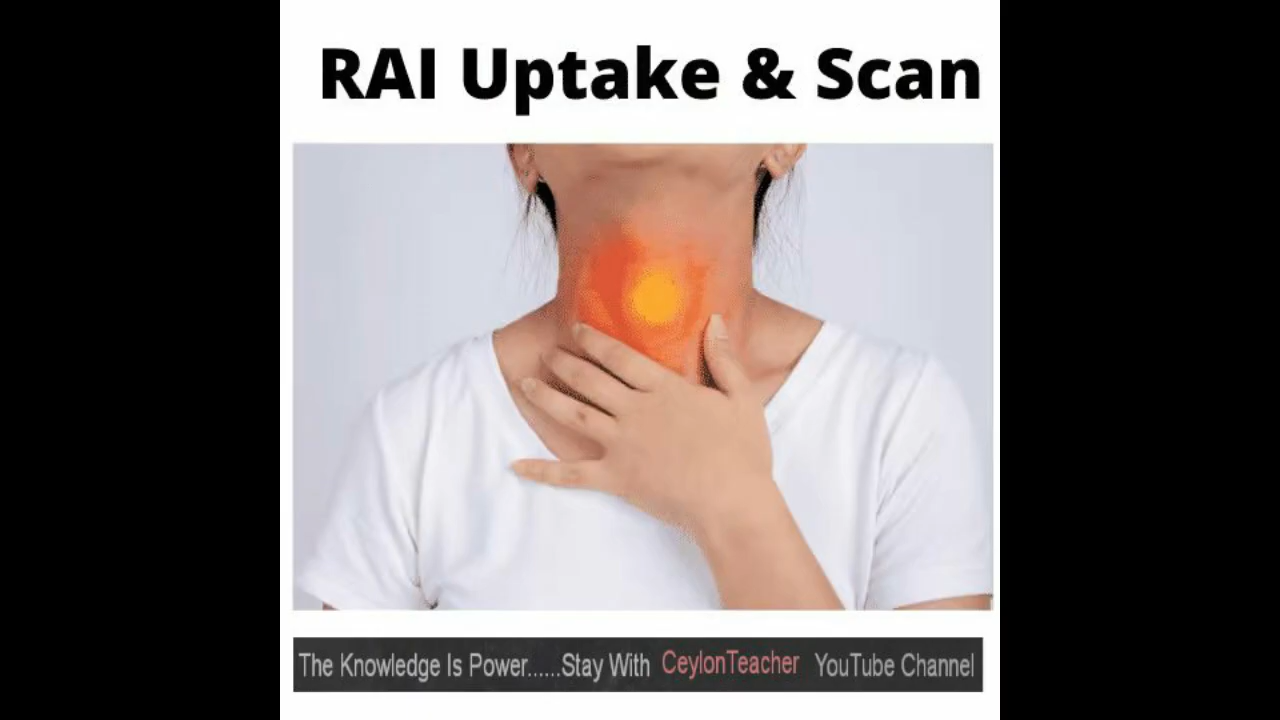 RAI Uptake & Scan
The Knowledge Is Power......Stay With CeylonTeacher YouTube Channel